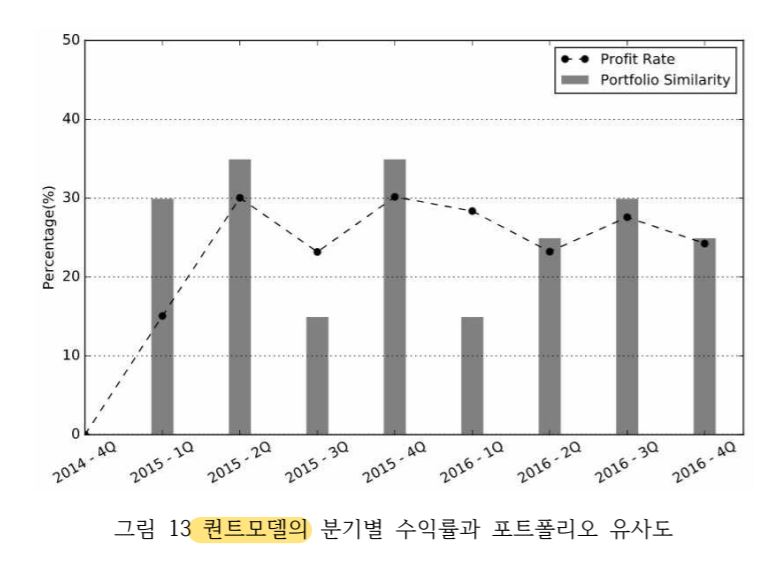 50
40
30
20
10
0
Percentage(%)
Profit Rate
Portfolio Similarity
2014 - 4Q
2015 - 1Q
2015 - 2Q
2015 - 3Q
2015 - 4Q
2016 - 1Q
2016 - 2Q
2016 - 3Q
2016 - 4Q
그림 13 퀀트모델의 분기별 수익률과 포트폴리오 유사도